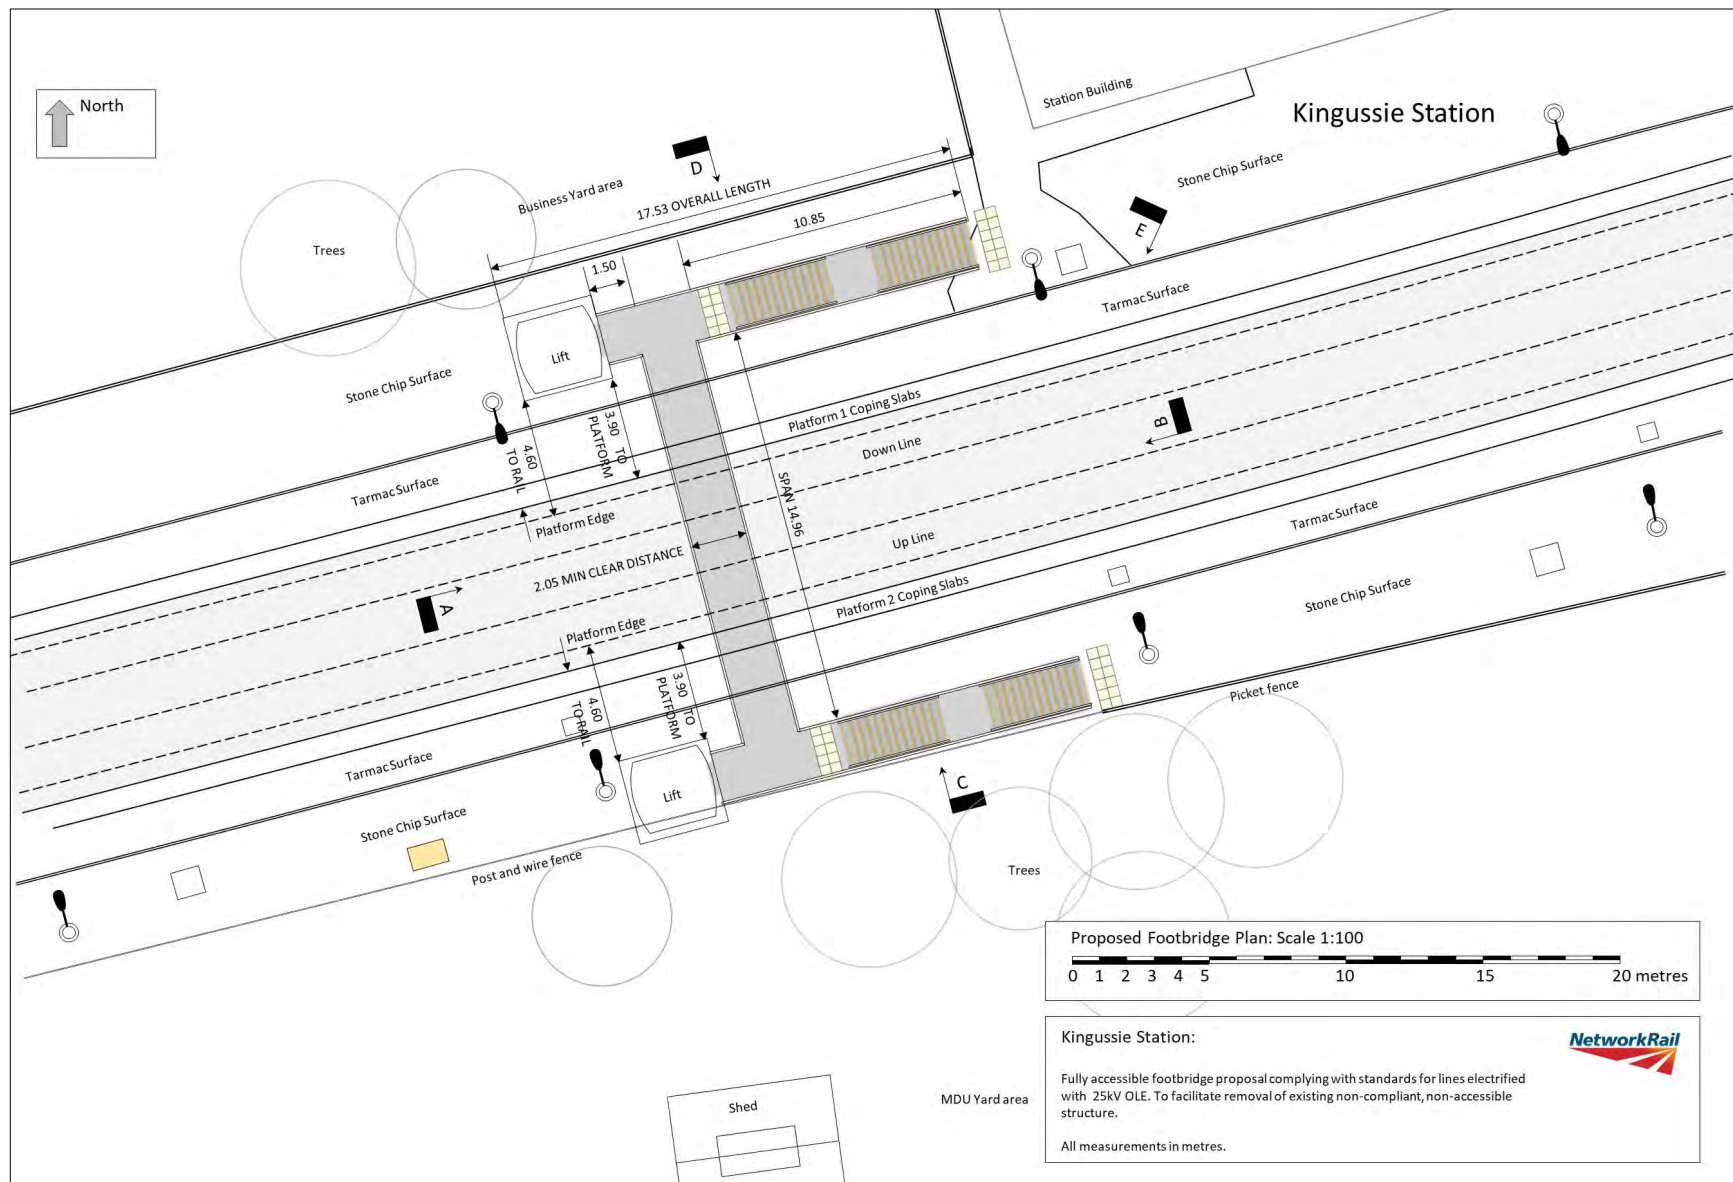 North
Station Building
Kingussie Station
D
Business Yard area
17.53 OVERALL LENGTH
Stone Chip Surface
E
Trees
10.85
1.50
Tarmac Surface
Lift
Stone Chip Surface
3.90 TO
PLATFORM
4.60
TO RAIL
Platform 1 Coping Slabs
B
Down Line
Tarmac Surface
SPAN 14.96
Platform Edge
Up Line
Tarmac Surface
2.05 MIN CLEAR DISTANCE
A
Platform 2 Coping Slabs
Stone Chip Surface
Platform Edge
3.90 TO
PLATFORM
4.60
TO RAIL
Picket fence
Tarmac Surface
Lift
C
Stone Chip Surface
Post and wire fence
Trees
Proposed Footbridge Plan: Scale 1:100
0 1 2 3 4 5 10 15 20 metres
Kingussie Station:
NetworkRail
Fully accessible footbridge proposal complying with standards for lines electrified
with 25kV OLE. To facilitate removal of existing non-compliant, non-accessible
structure.
All measurements in metres.
MDU Yard area
Shed